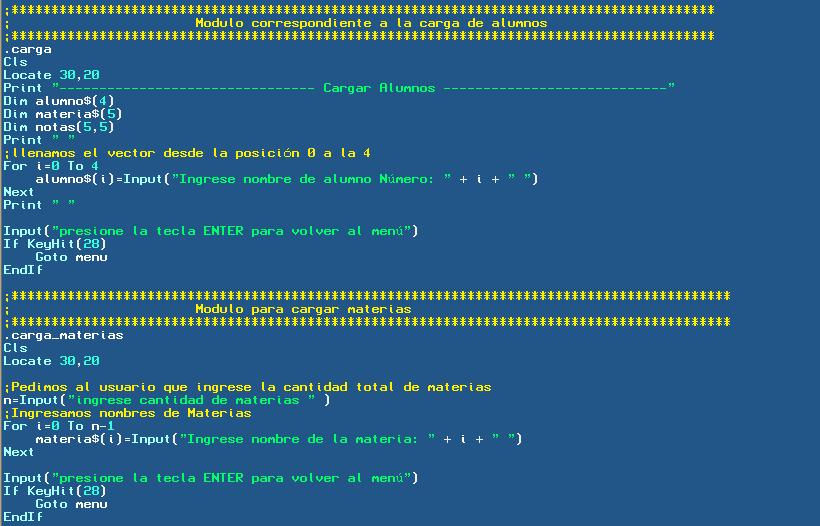 ;****************************************************************************************
;                       Modulo correspondiente a la carga de alumnos
;****************************************************************************************
.carga
Cls
Locate 30,20
Print "-------------------------------- Cargar Alumnos ----------------------------"
Dim alumno$(4)
Dim materia$(5)
Dim notas(5,5)
Print " "
;llenamos el vector desde la posición 0 a la 4
For i=0 To 4
    alumno$(i)=Input("Ingrese nombre de alumno Número: " + i + " ")
Next
Print " "
Input("presione la tecla ENTER para volver al menú")
If KeyHit(28)
    Goto menu
EndIf
;******************************************************************************************
;                       Modulo para cargar materias
;******************************************************************************************
.carga_materias
Cls
Locate 30,20
;Pedimos al usuario que ingrese la cantidad total de materias
n=Input("ingrese cantidad de materias " )
;Ingresamos nombres de Materias
For i=0 To n-1
    materia$(i)=Input("Ingrese nombre de la materia: " + i + " ")
Next
Input("presione la tecla ENTER para volver al menú")
If KeyHit(28)
    Goto menu
EndIf